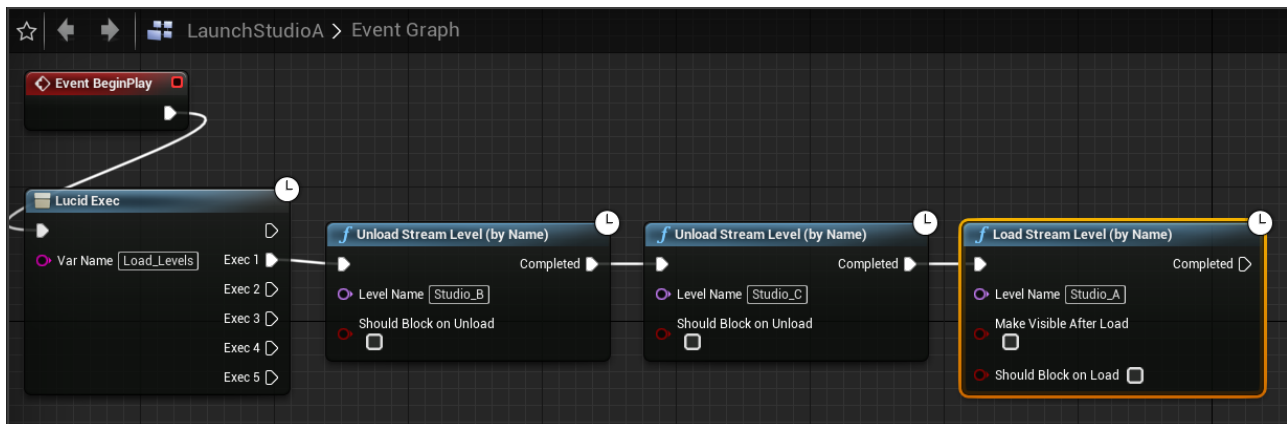 LaunchStudioA > Event Graph
Event BeginPlay
Lucid Exec
Var Name Load_Levels Exec 1
Exec 2
Exec 3
Exec 4
Exec 5
f Unload Stream Level (by Name)
Completed
Level Name Studio_B
Should Block on Unload
f Unload Stream Level (by Name)
Completed
Level Name Studio_C
Should Block on Unload
f Load Stream Level (by Name)
Completed
Level Name Studio_A
Make Visible After Load
Should Block on Load